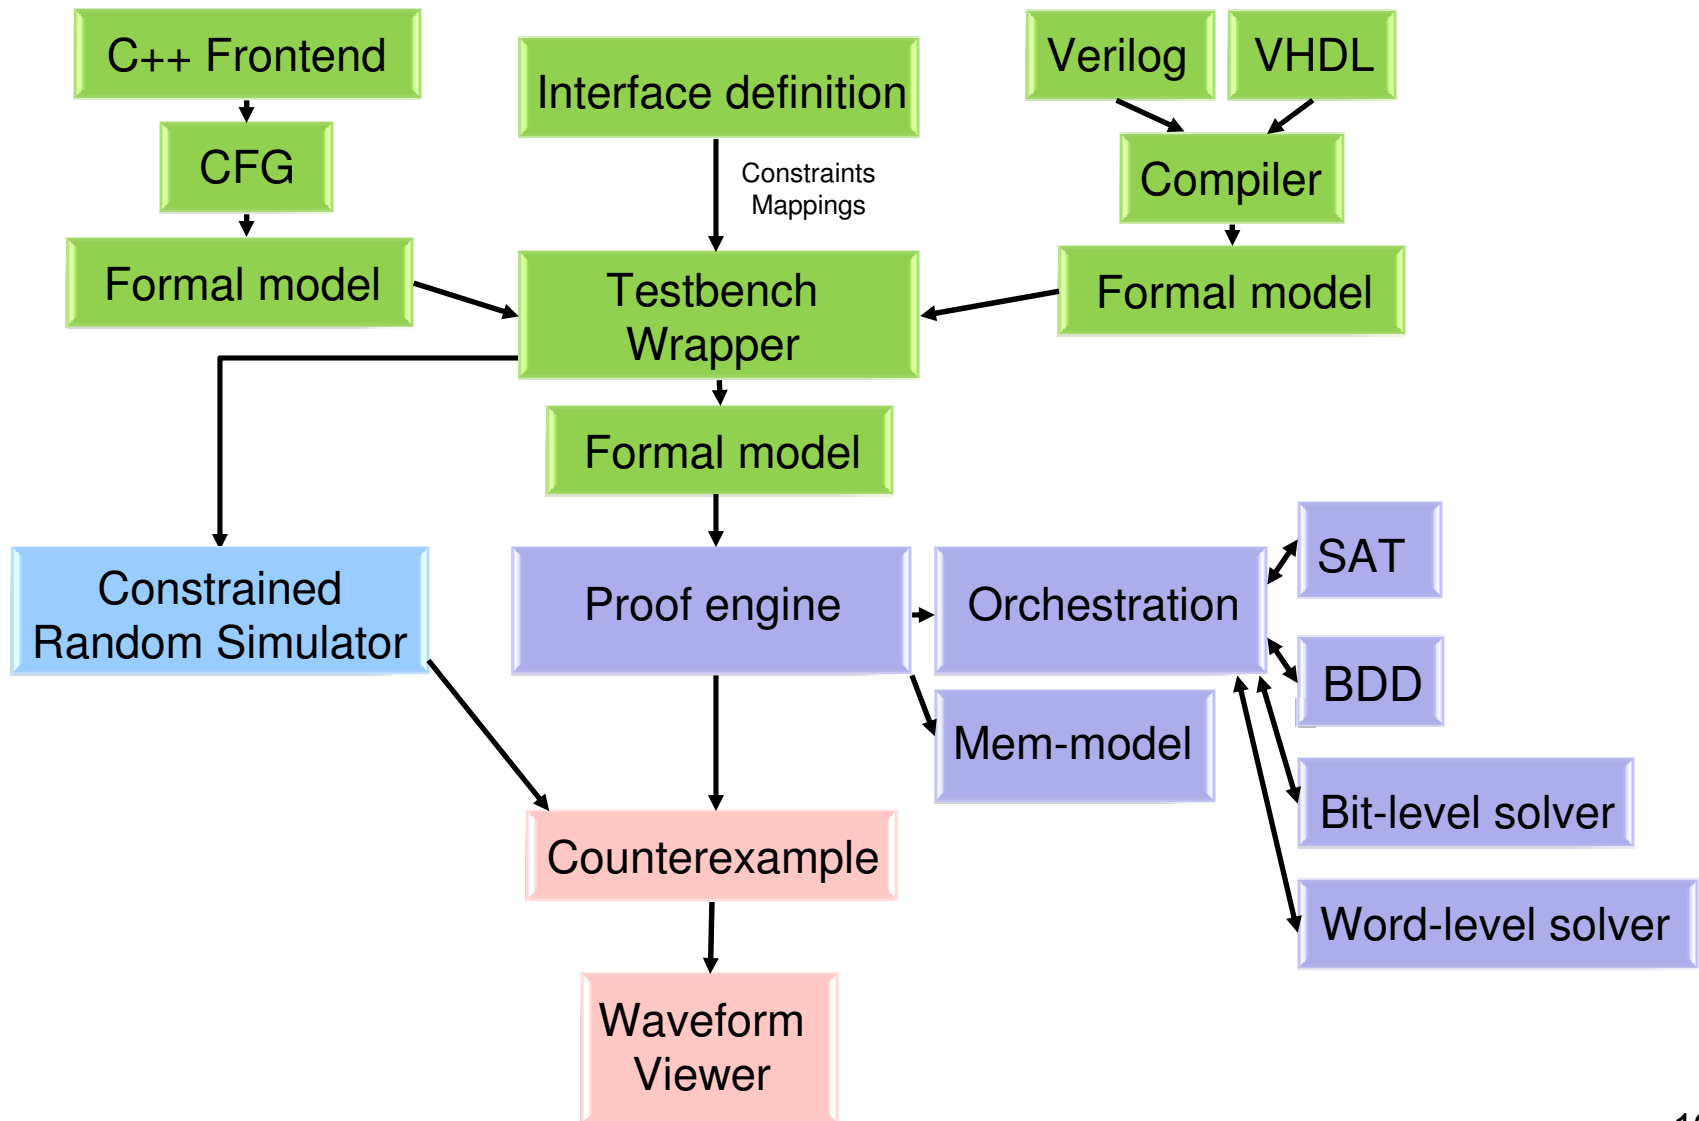 C++ Frontend
Interface definition
Verilog
VHDL
CFG
Constraints
Mappings
Compiler
Formal model
Testbench
Wrapper
Formal model
Formal model
Constrained
Random Simulator
Proof engine
Orchestration
SAT
BDD
Mem-model
Bit-level solver
Counterexample
Word-level solver
Waveform
Viewer